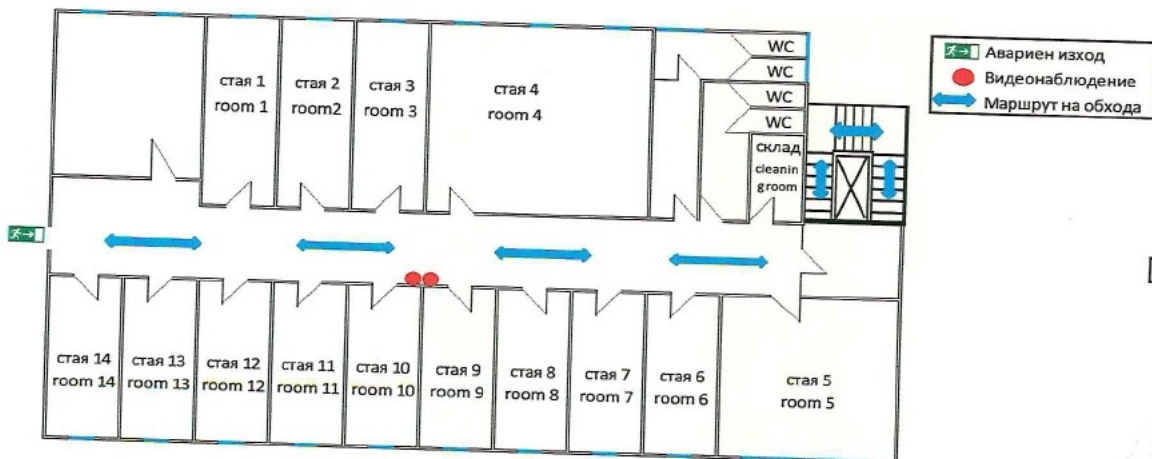 стая 1
room 1
стая 2
room2
стая 3
room 3
стая 4
room 4
WC
WC
WC
WC
склад
cleanin
g room
Авариен изход
Видеонаблюдение
Маршрут на обхода
стая 14
room 14
стая 13
room 13
стая 12
room 12
стая 11
room 11
стая 10
room 10
стая 9
room 9
стая 8
room 8
стая 7
room 7
стая 6
room 6
стая 5
room 5